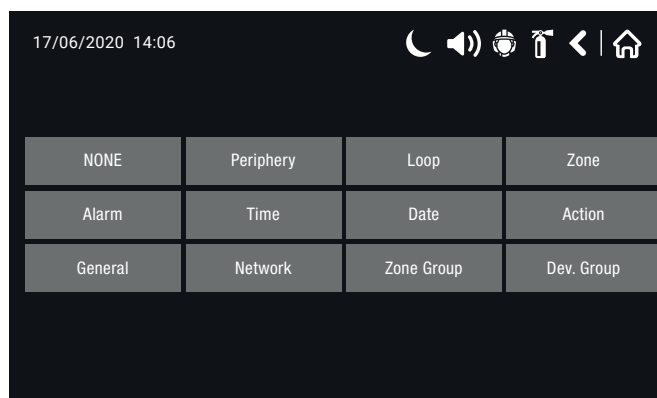 17/06/2020 14:06
NONE Periphery Loop Zone
Alarm Time Date Action
General Network Zone Group Dev. Group